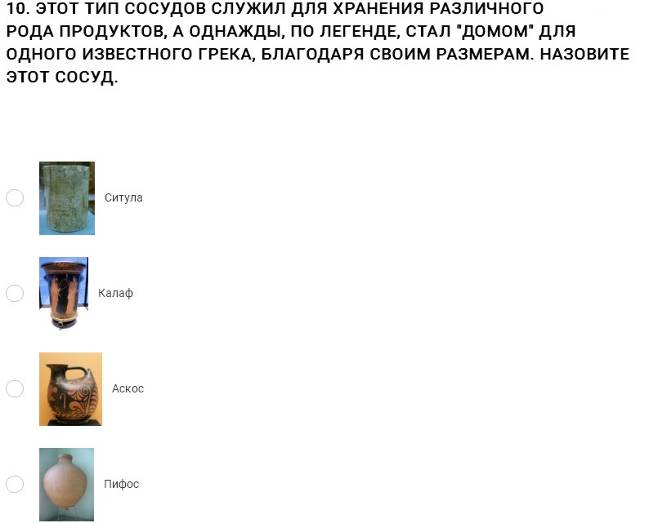 10. ЭТОТ ТИП СОСУДОВ СЛУЖИЛ ДЛЯ ХРАНЕНИЯ РАЗЛИЧНОГО
РОДА ПРОДУКТОВ, А ОДНАЖДЫ, ПО ЛЕГЕНДЕ, СТАЛ "ДОМОМ" ДЛЯ
ОДНОГО ИЗВЕСТНОГО ГРЕКА, БЛАГОДАРЯ СВОИМ РАЗМЕРАМ. НАЗОВИТЕ
ЭТОТ СОСУД.
Ситула
Калаф
Аскос
Пифос